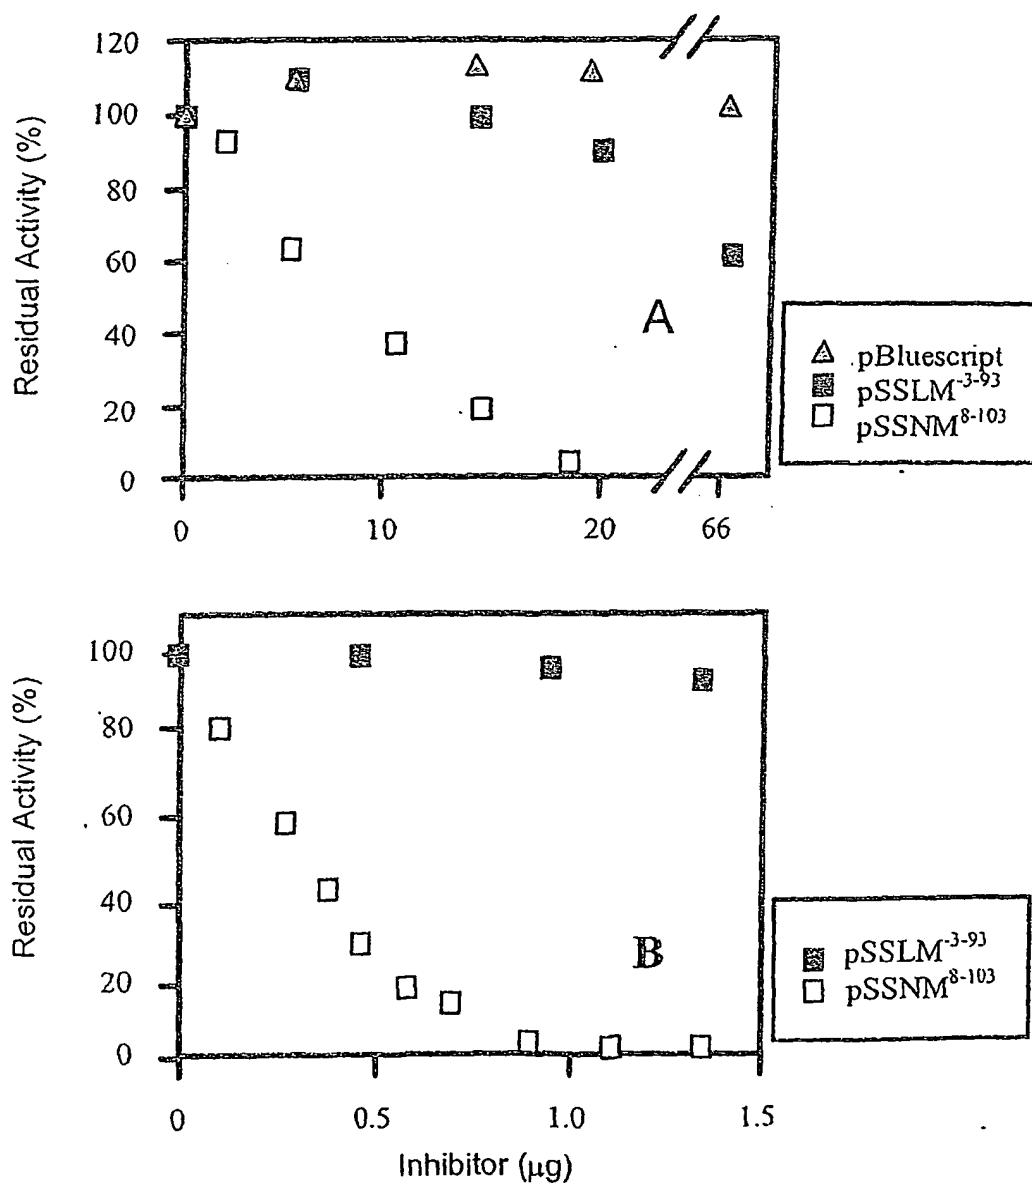 120
100
80
60
40
20
0
Residual Activity (%)
A
0 10 20 66
pBluescript
pSSLM-3-93
pSSNM8-103
100
80
60
40
20
0
Residual Activity (%)
B
0 0.5 1.0 1.5
Inhibitor (µg)
pSSLM-3-93
pSSNM8-103